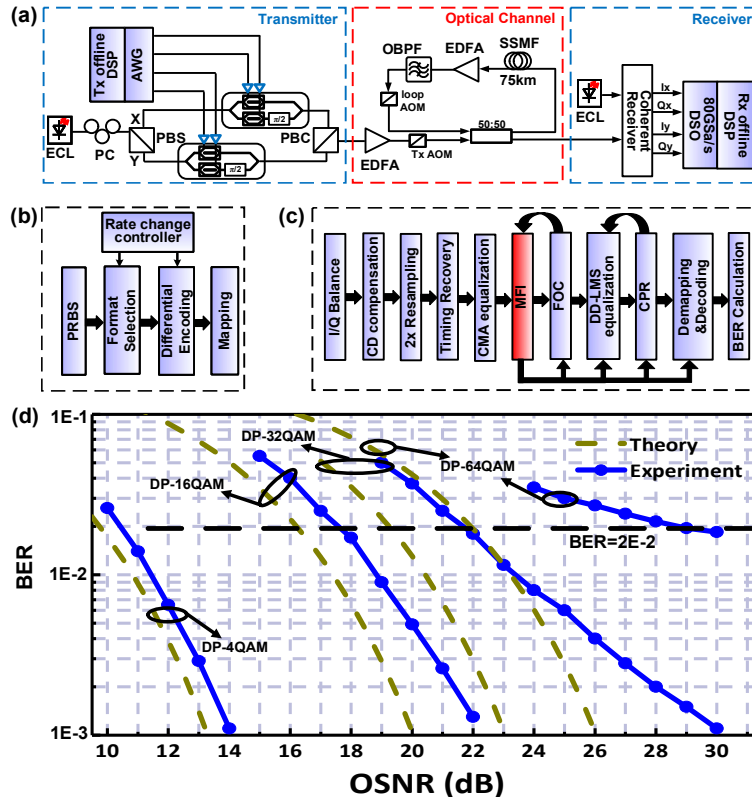 (a)
Transmitter
Optical Channel
Receiver
Tx offline
DSP
AWG
ECL
PC
X
Y
PBS
π/2
π/2
PBC
EDFA
Tx AOM
OBPF
EDFA
SSMF
75km
loop
AOM
50:50
ECL
Coherent
Receiver
Ix
Qx
Iy
Qy
80GSa/s
DSO
Rx offline
DSP
(b)
Rate change
controller
PRBS
Format
Selection
Differential
Encoding
Mapping
(c)
I/Q Balance
CD compensation
2x Resampling
Timing Recovery
CMA equalization
MFI
FOC
DD-LMS
equalization
CPR
Demapping
&Decoding
BER Calculation
(d)
1E-1
1E-2
1E-3
BER
DP-32QAM
DP-16QAM
DP-64QAM
DP-4QAM
Theory
Experiment
BER=2E-2
10 12 14 16 18 20 22 24 26 28 30
OSNR (dB)